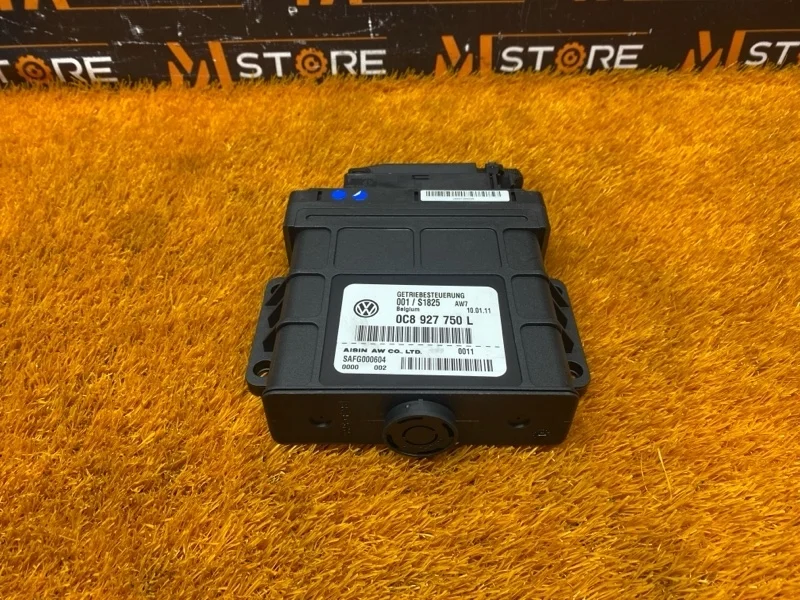 STORE
M STORE
M STORE
M
GETRIEBESTEUERUNG
001 / S1825 AW7
Belgium 10.01.11
0C8 927 750 L
AISIN AW CO., LTD. 0011
SAFG000604
0000 002